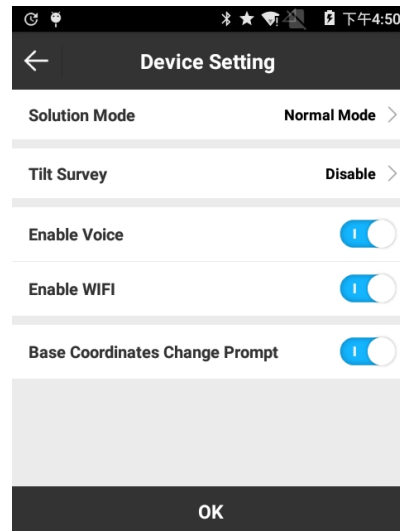 下午4:50
Device Setting
Solution Mode Normal Mode
Tilt Survey Disable
Enable Voice
Enable WIFI
Base Coordinates Change Prompt
OK